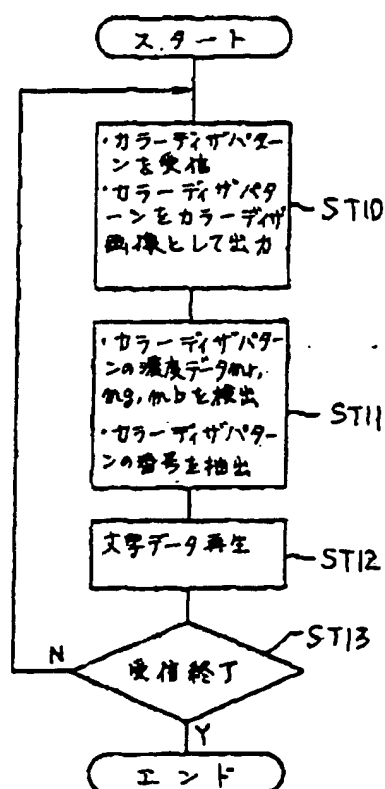 スタート
・カラーディザパター
ンを受信
・カラーディザパタ
ーンをカラーディザ
画像として出力
ST10
・カラーディザパター
ンの濃度データmr,
mg,mbを検出
・カラーディザパター
ンの番号を抽出
ST11
文字データ再生
ST12
ST13
N
受信終了
Y
エンド